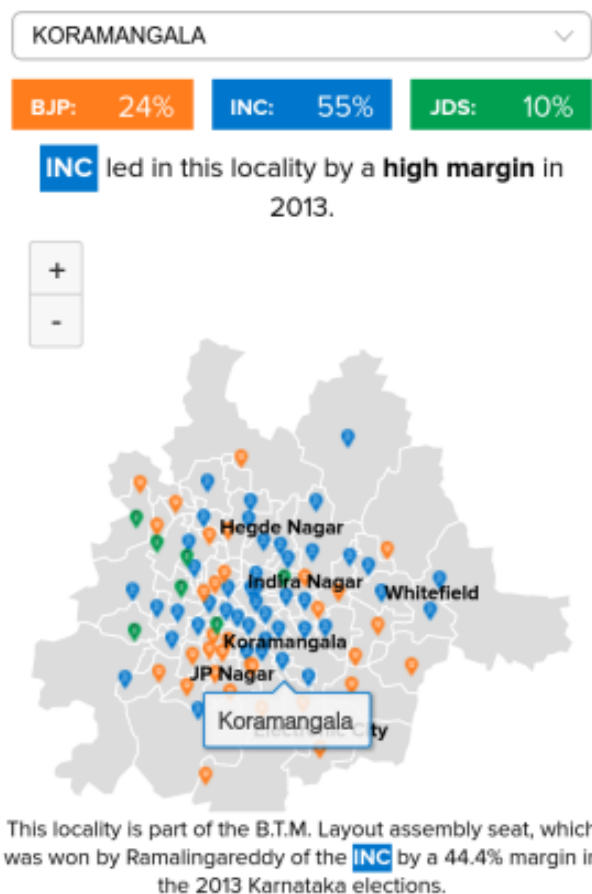 KORAMANGALA
BJP: 24% INC: 55% JDS: 10%
INC led in this locality by a high margin in
2013.
+
-
Hegde Nagar
Indira Nagar
Whitefield
Koramangala
JP Nagar
Koramangala
Electronic City
This locality is part of the B.T.M. Layout assembly seat, which
was won by Ramalingareddy of the INC by a 44.4% margin in
the 2013 Karnataka elections.